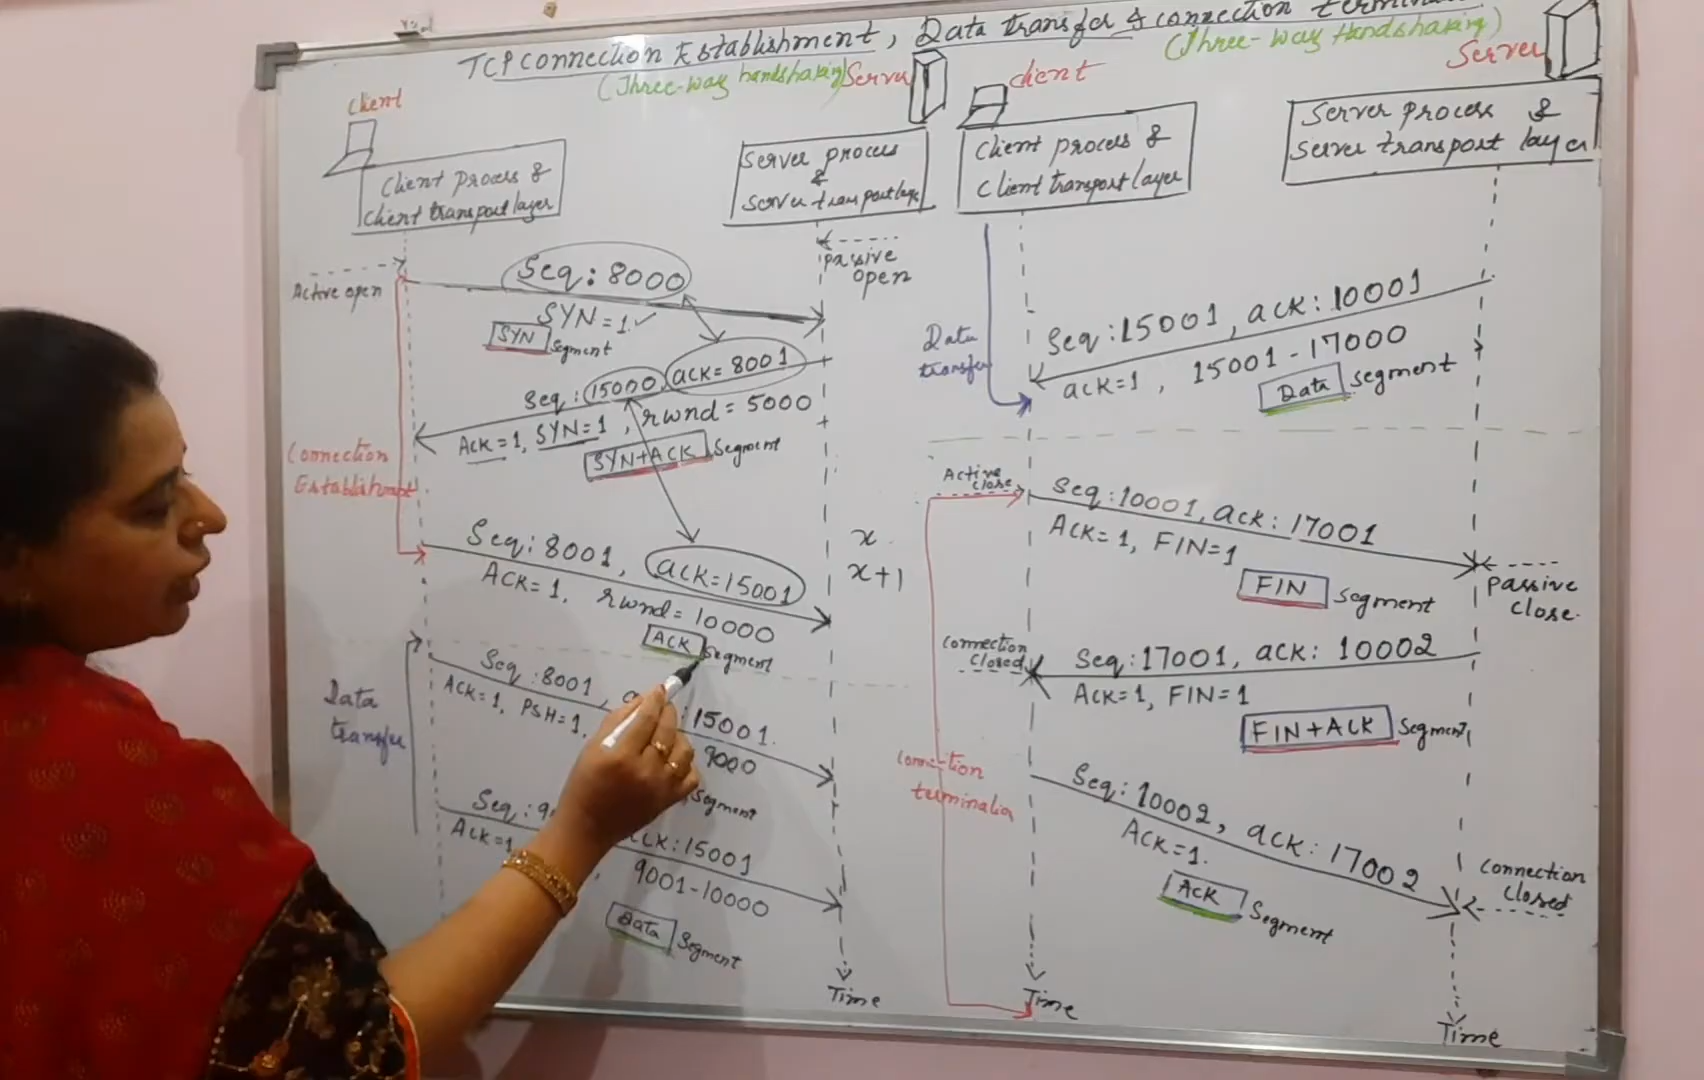 TCP Connection Establishment, Data transfer & connection
(Three-way handshaking)
(Three-way Handshaking)
Client
Server
Client process &
Client transport layer
Server process
&
Server transport
Active open
passive
open
Seq: 8000
SYN=1 ✓
SYN segment
Seq: 15000, ack=8001
Ack=1, SYN=1, rwnd=5000
SYN+ACK Segment
Connection
Seq: 8001, ack=15001
ACK=1, rwnd=10000
ACK Segment
x
x+1
Data
transfer
Seq:8001, :15001
ACK=1, PSH=1, 9000
Segment
Seq:9 ack:15001
ACK=1, 9001-10000
Data Segment
Time
Client
Server
Client process &
Client transport layer
Server process &
Server transport layer
Data
transfer
Seq:15001, ack:10001
ack=1, 15001-17000
Data Segment
Active
close
Seq:10001, ack:17001
Ack=1, FIN=1
FIN Segment
passive
close.
connection
closed
Seq:17001, ack: 10002
Ack=1, FIN=1
FIN+ACK Segment
Connection
Seq:10002, ack:17002
Ack=1.
ACK Segment
connection
closed
Time
Time